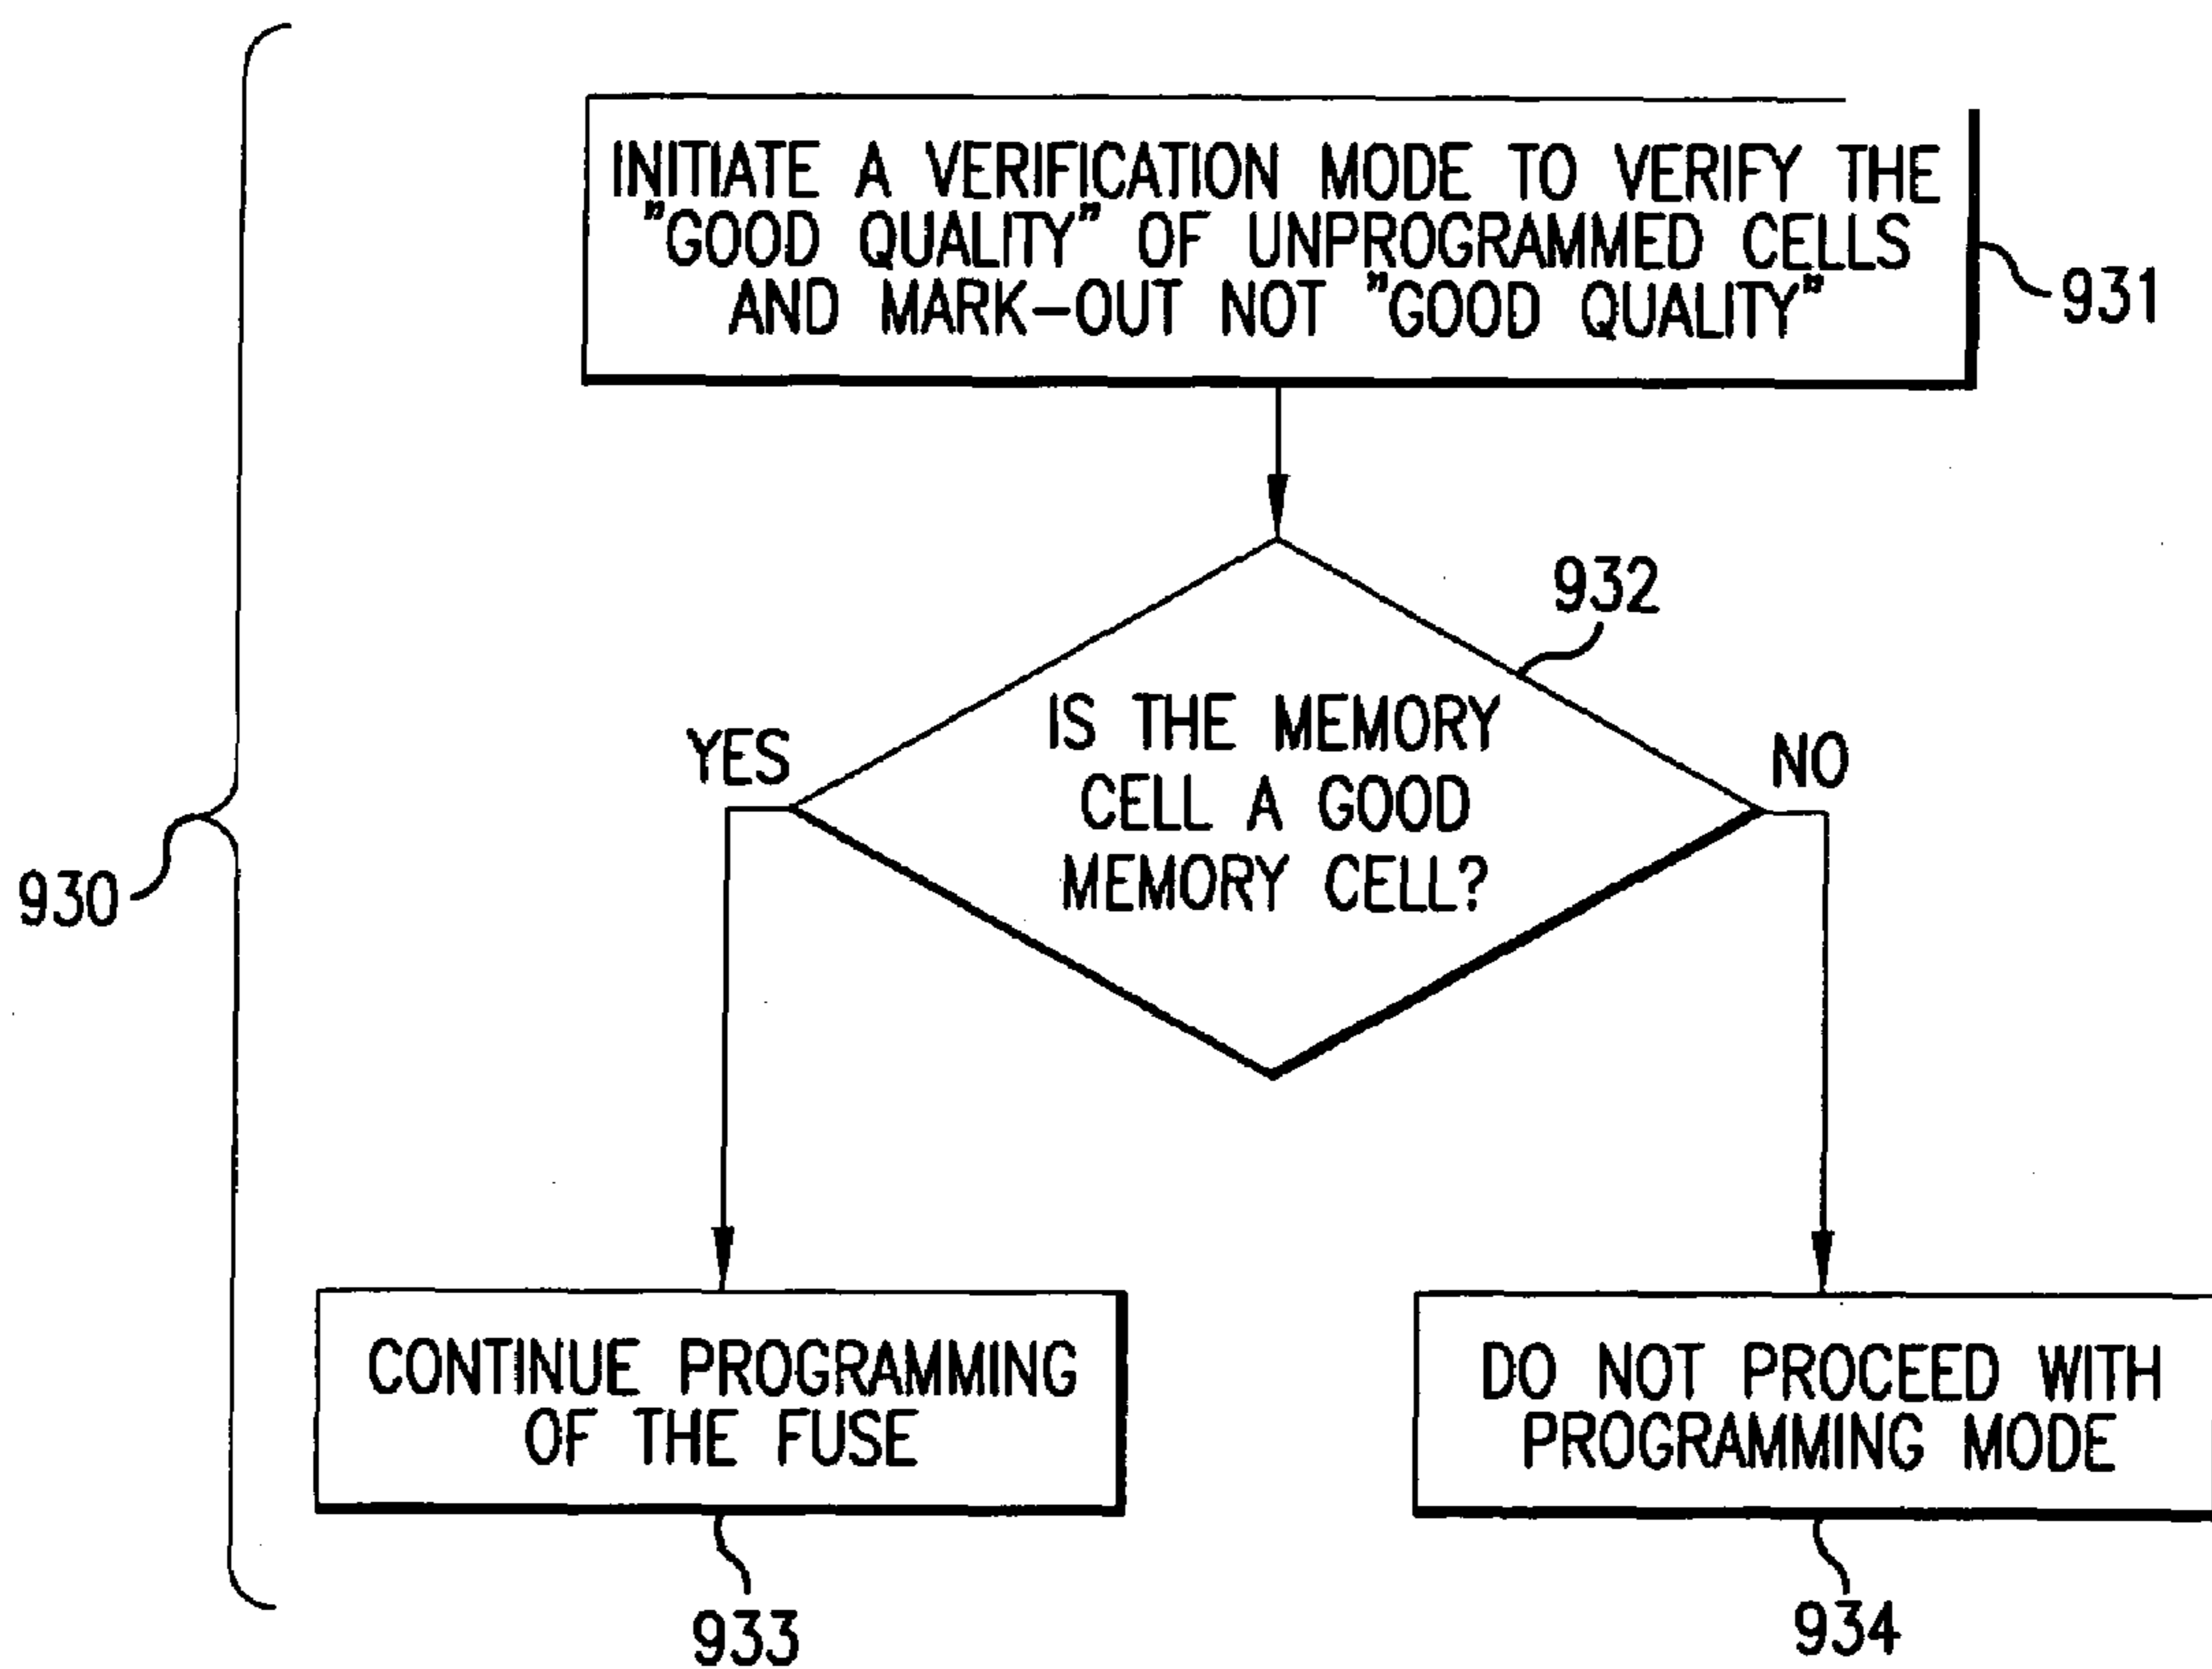 INITIATE A VERIFICATION MODE TO VERIFY THE
"GOOD QUALITY" OF UNPROGRAMMED CELLS
AND MARK-OUT NOT "GOOD QUALITY"
931
932
IS THE MEMORY
CELL A GOOD
MEMORY CELL?
YES
NO
930
CONTINUE PROGRAMMING
OF THE FUSE
DO NOT PROCEED WITH
PROGRAMMING MODE
933
934